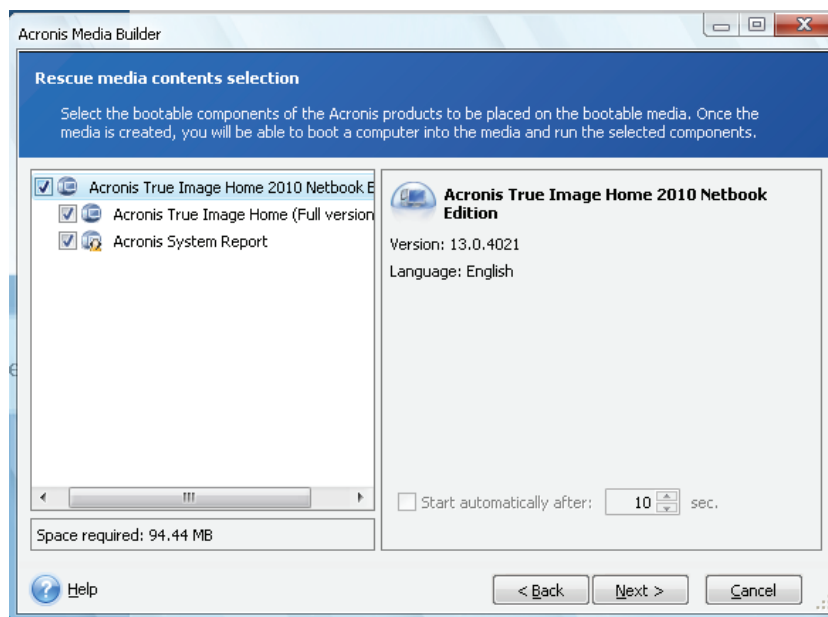 Acronis Media Builder
Rescue media contents selection
Select the bootable components of the Acronis products to be placed on the bootable media. Once the
media is created, you will be able to boot a computer into the media and run the selected components.
Acronis True Image Home 2010 Netbook E
Acronis True Image Home (Full version
Acronis System Report
Space required: 94.44 MB
Acronis True Image Home 2010 Netbook
Edition
Version: 13.0.4021
Language: English
Start automatically after: 10 sec.
Help
< Back
Next >
Cancel